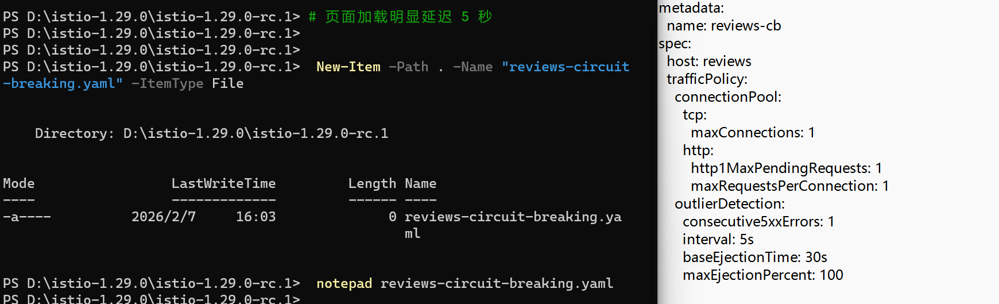 PS D:\istio-1.29.0\istio-1.29.0-rc.1> # 页面加载明显延迟 5 秒
PS D:\istio-1.29.0\istio-1.29.0-rc.1>
PS D:\istio-1.29.0\istio-1.29.0-rc.1>
PS D:\istio-1.29.0\istio-1.29.0-rc.1>  New-Item -Path . -Name "reviews-circuit
-breaking.yaml" -ItemType File
    Directory: D:\istio-1.29.0\istio-1.29.0-rc.1
Mode                 LastWriteTime         Length Name
----                 -------------         ------ ----
-a----          2026/2/7     16:03              0 reviews-circuit-breaking.ya
                                                  ml
PS D:\istio-1.29.0\istio-1.29.0-rc.1>  notepad reviews-circuit-breaking.yaml
PS D:\istio-1.29.0\istio-1.29.0-rc.1>
metadata:
  name: reviews-cb
spec:
  host: reviews
  trafficPolicy:
    connectionPool:
      tcp:
        maxConnections: 1
      http:
        http1MaxPendingRequests: 1
        maxRequestsPerConnection: 1
    outlierDetection:
      consecutive5xxErrors: 1
      interval: 5s
      baseEjectionTime: 30s
      maxEjectionPercent: 100